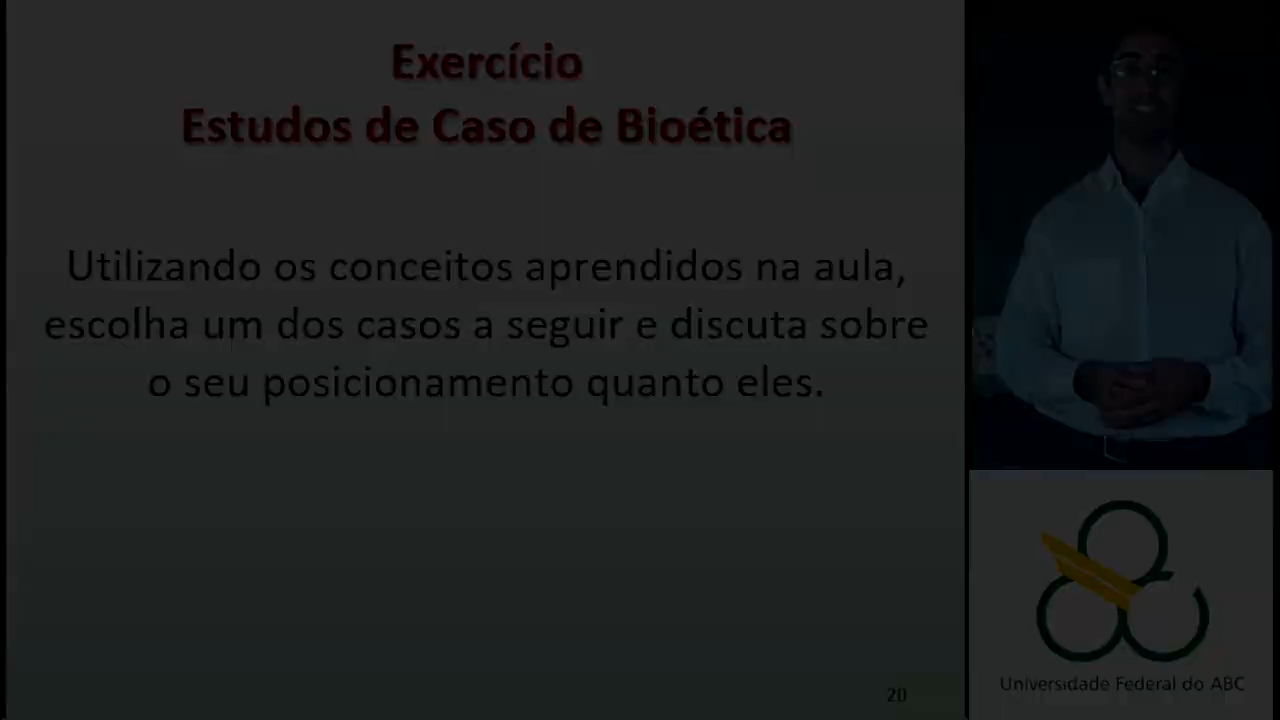 Exercício
Estudos de Caso de Bioética
Utilizando os conceitos aprendidos na aula,
escolha um dos casos a seguir e discuta sobre
o seu posicionamento quanto eles.
20
Universidade Federal do ABC